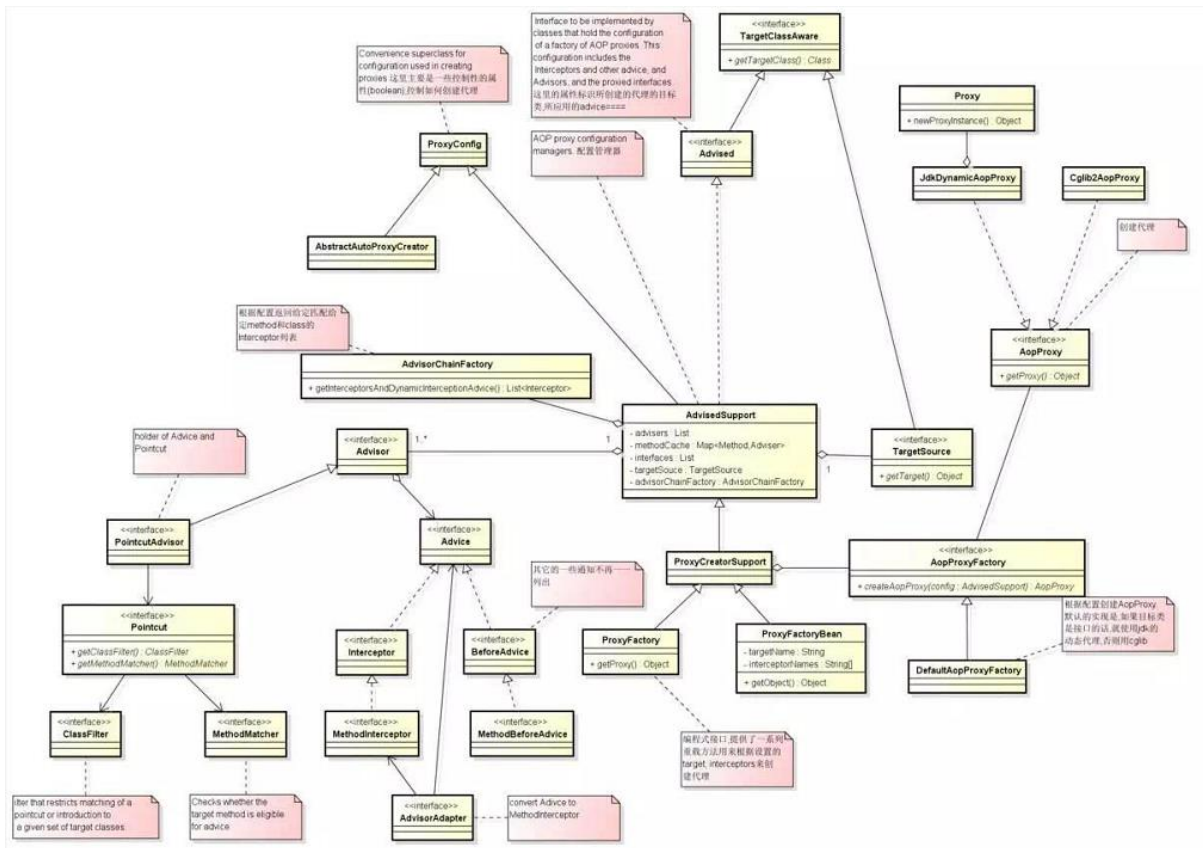 Interface to be implemented by
classes that hold the configuration
of a factory of AOP proxies. This
configuration includes the
Interceptors and other advice, and
Advisors, and the proxied interfaces.
这里的属性标识所创建的代理的目标
类,所应用的advice====
<<interface>>
TargetClassAware
+ getTargetClass() : Class
Convenience superclass for
configuration used in creating
proxies 这里主要是一些控制性的属
性(boolean),控制如何创建代理
Proxy
+ newProxyInstance() : Object
ProxyConfig
AOP proxy configuration
managers. 配置管理器
<<interface>>
Advised
JdkDynamicAopProxy
Cglib2AopProxy
创建代理
AbstractAutoProxyCreator
根据配置返回给定匹配给
定method和class的
Interceptor列表
<<interface>>
AopProxy
+ getProxy() : Object
AdvisorChainFactory
+ getInterceptorsAndDynamicInterceptionAdvice() : List<Interceptor>
AdvisedSupport
- advisers : List
- methodCache : Map<Method,Adviser>
- interfaces : List
- targetSouce : TargetSource
- advisorChainFactory : AdvisorChainFactory
holder of Advice and
Pointcut
<<interface>>
Advisor
1..*
1
1
<<interface>>
TargetSource
+ getTarget() : Object
<<interface>>
PointcutAdvisor
<<interface>>
Advice
ProxyCreatorSupport
<<interface>>
AopProxyFactory
+ createAopProxy(config : AdvisedSupport) : AopProxy
其它的一些通知不再一一
列出
根据配置创建AopProxy.
默认的实现是,如果目标类
是接口的话,就使用jdk的
动态代理,否则用cglib
<<interface>>
Pointcut
+ getClassFilter() : ClassFilter
+ getMethodMatcher() : MethodMatcher
<<interface>>
Interceptor
<<interface>>
BeforeAdvice
ProxyFactory
+ getProxy() : Object
ProxyFactoryBean
- targetName : String
- interceptorNames : String[]
+ getObject() : Object
DefaultAopProxyFactory
<<interface>>
ClassFilter
<<interface>>
MethodMatcher
<<interface>>
MethodInterceptor
<<interface>>
MethodBeforeAdvice
编程式接口,提供了一系列
重载方法用来根据设置的
target, interceptors来创
建代理
ilter that restricts matching of a
pointcut or introduction to
a given set of target classes.
Checks whether the
target method is eligible
for advice
<<interface>>
AdvisorAdapter
convert Adivce to
MethodInterceptor